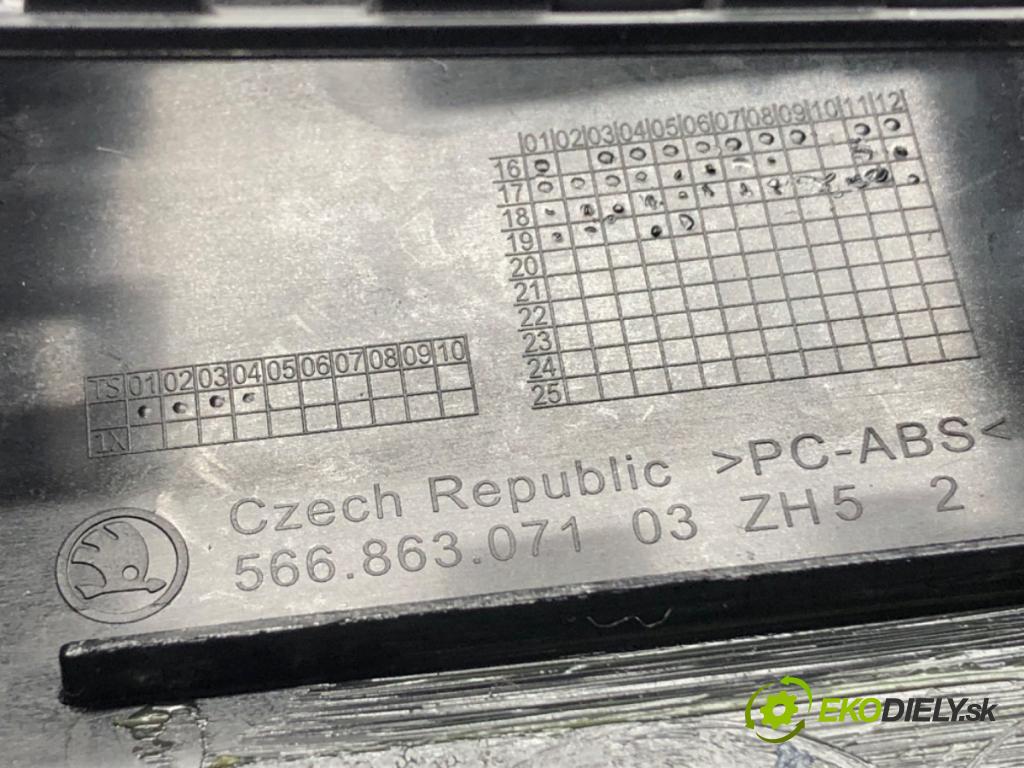 01 02 03 04 05 06 07 08 09 10 11 12
16
17
18
19
20
21
22
23
24
25
TS 01 02 03 04 05 06 07 08 09 10
1X
Czech Republic >PC-ABS<
566.863.071 03 ZH5 2
EKODIELY.sk